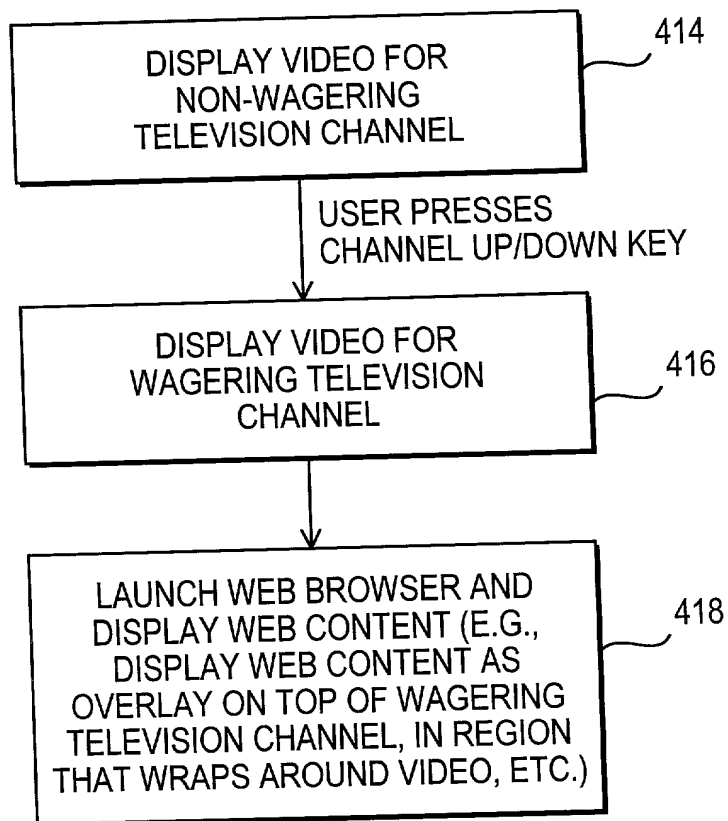 DISPLAY VIDEO FOR
NON-WAGERING
TELEVISION CHANNEL
414
USER PRESSES
CHANNEL UP/DOWN KEY
DISPLAY VIDEO FOR
WAGERING TELEVISION
CHANNEL
416
LAUNCH WEB BROWSER AND
DISPLAY WEB CONTENT (E.G.,
DISPLAY WEB CONTENT AS
OVERLAY ON TOP OF WAGERING
TELEVISION CHANNEL, IN REGION
THAT WRAPS AROUND VIDEO, ETC.)
418